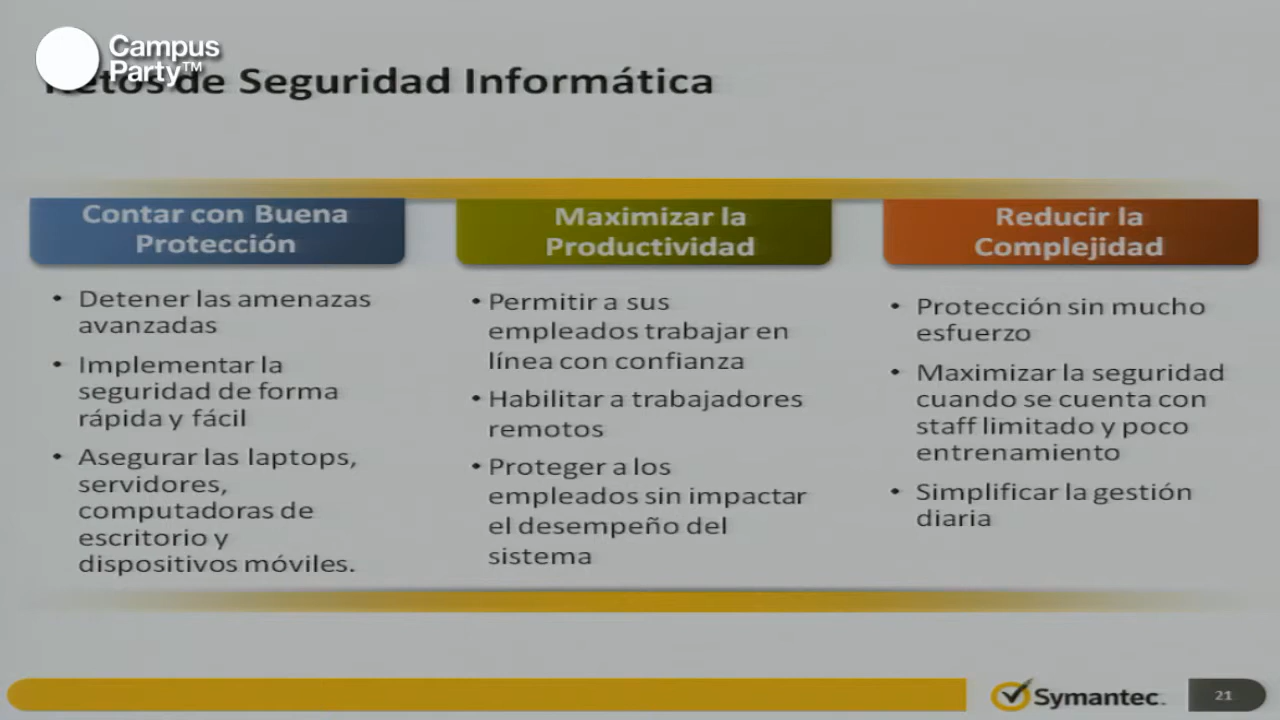 Campus
Party™
Retos de Seguridad Informática
Contar con Buena
Protección
• Detener las amenazas
avanzadas
• Implementar la
seguridad de forma
rápida y fácil
• Asegurar las laptops,
servidores,
computadoras de
escritorio y
dispositivos móviles.
Maximizar la
Productividad
• Permitir a sus
empleados trabajar en
línea con confianza
• Habilitar a trabajadores
remotos
• Proteger a los
empleados sin impactar
el desempeño del
sistema
Reducir la
Complejidad
• Protección sin mucho
esfuerzo
• Maximizar la seguridad
cuando se cuenta con
staff limitado y poco
entrenamiento
• Simplificar la gestión
diaria
Symantec.
21